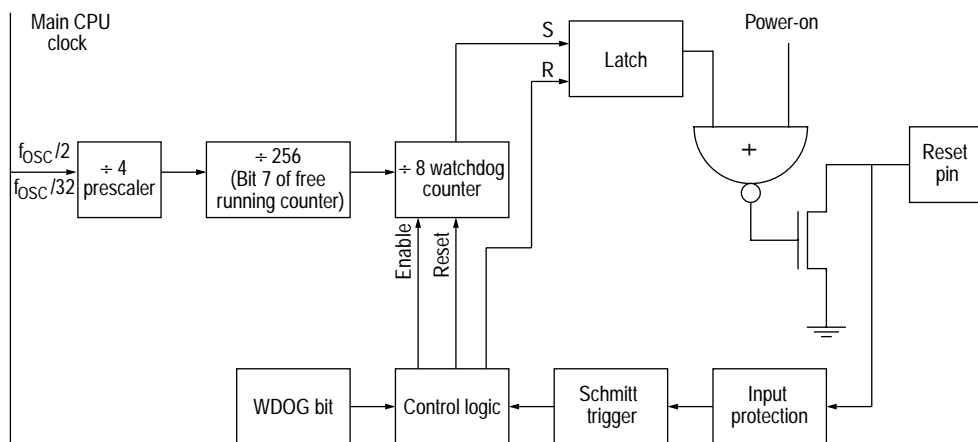 Main CPU
clock
S
R
Latch
Power-on
+
Reset
pin
fOSC/2
fOSC/32
÷ 4
prescaler
÷ 256
(Bit 7 of free
running counter)
÷ 8 watchdog
counter
Enable
Reset
WDOG bit
Control logic
Schmitt
trigger
Input
protection